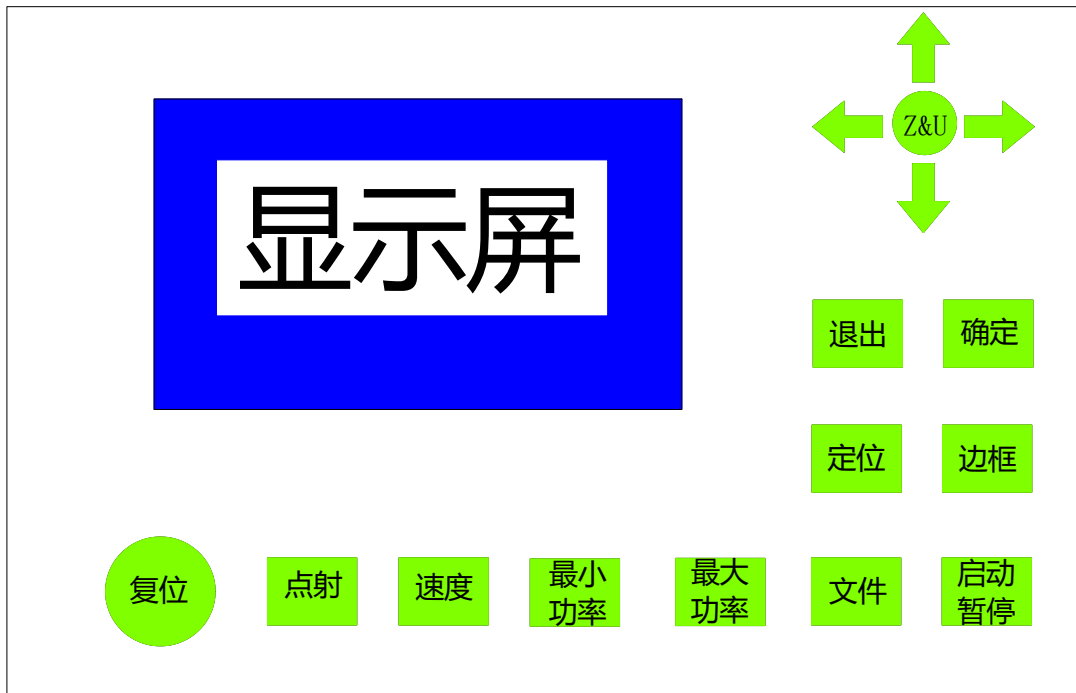 Z&U
显示屏
退出
确定
定位
边框
复位
点射
速度
最小
功率
最大
功率
文件
启动
暂停